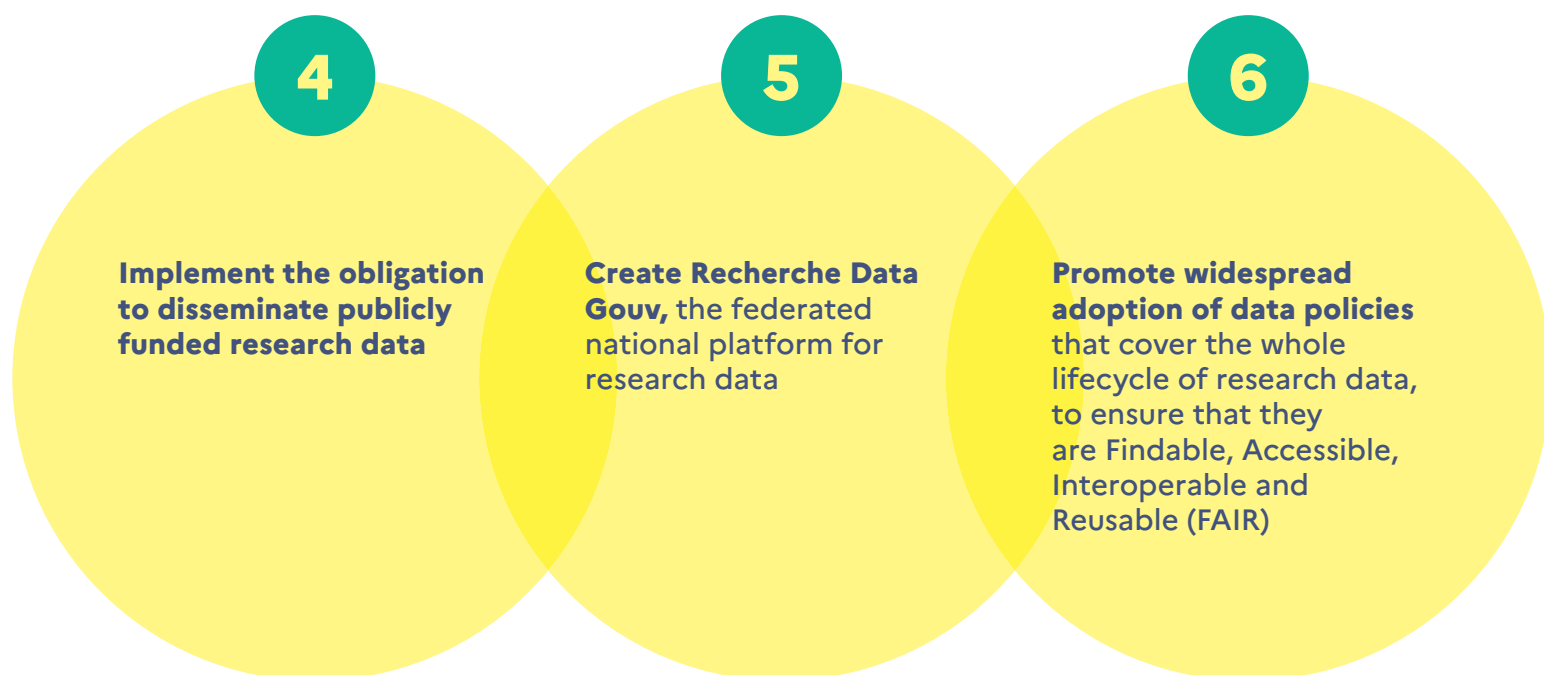 4
Implement the obligation
to disseminate publicly
funded research data
5
Create Recherche Data
Gouv, the federated
national platform for
research data
6
Promote widespread
adoption of data policies
that cover the whole
lifecycle of research data,
to ensure that they
are Findable, Accessible,
Interoperable and
Reusable (FAIR)